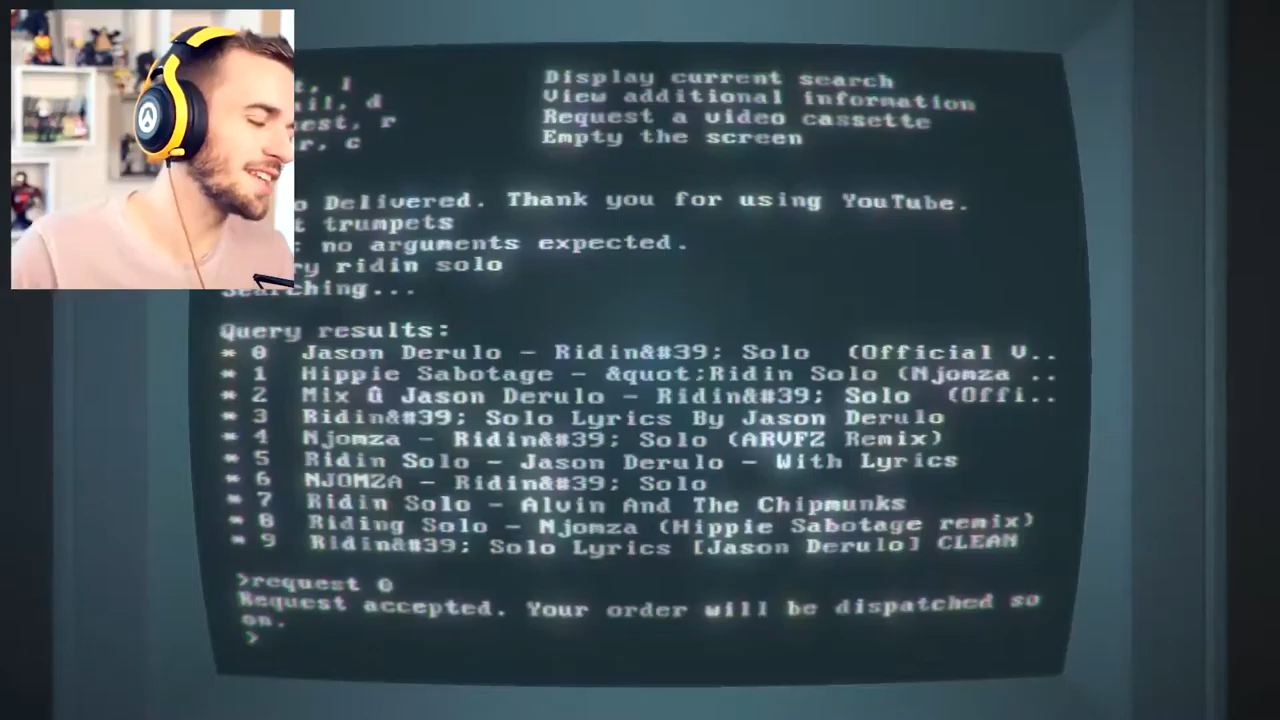 t, l Display current search
ail, d View additional information
est, r Request a video cassette
r, c Empty the screen
o Delivered. Thank you for using YouTube.
t trumpets
: no arguments expected.
ry ridin solo
Searching...
Query results:
* 0 Jason Derulo - Ridin&#39; Solo (Official V..
* 1 Hippie Sabotage - &quot;Ridin Solo (Njomza ..
* 2 Mix û Jason Derulo - Ridin&#39; Solo (Offi..
* 3 Ridin&#39; Solo Lyrics By Jason Derulo
* 4 Njomza - Ridin&#39; Solo (ARVFZ Remix)
* 5 Ridin Solo - Jason Derulo - With Lyrics
* 6 NJOMZA - Ridin&#39; Solo
* 7 Ridin Solo - Alvin And The Chipmunks
* 8 Riding Solo - Njomza (Hippie Sabotage remix)
* 9 Ridin&#39; Solo Lyrics [Jason Derulo] CLEAN
>request 0
Request accepted. Your order will be dispatched so
on.
>